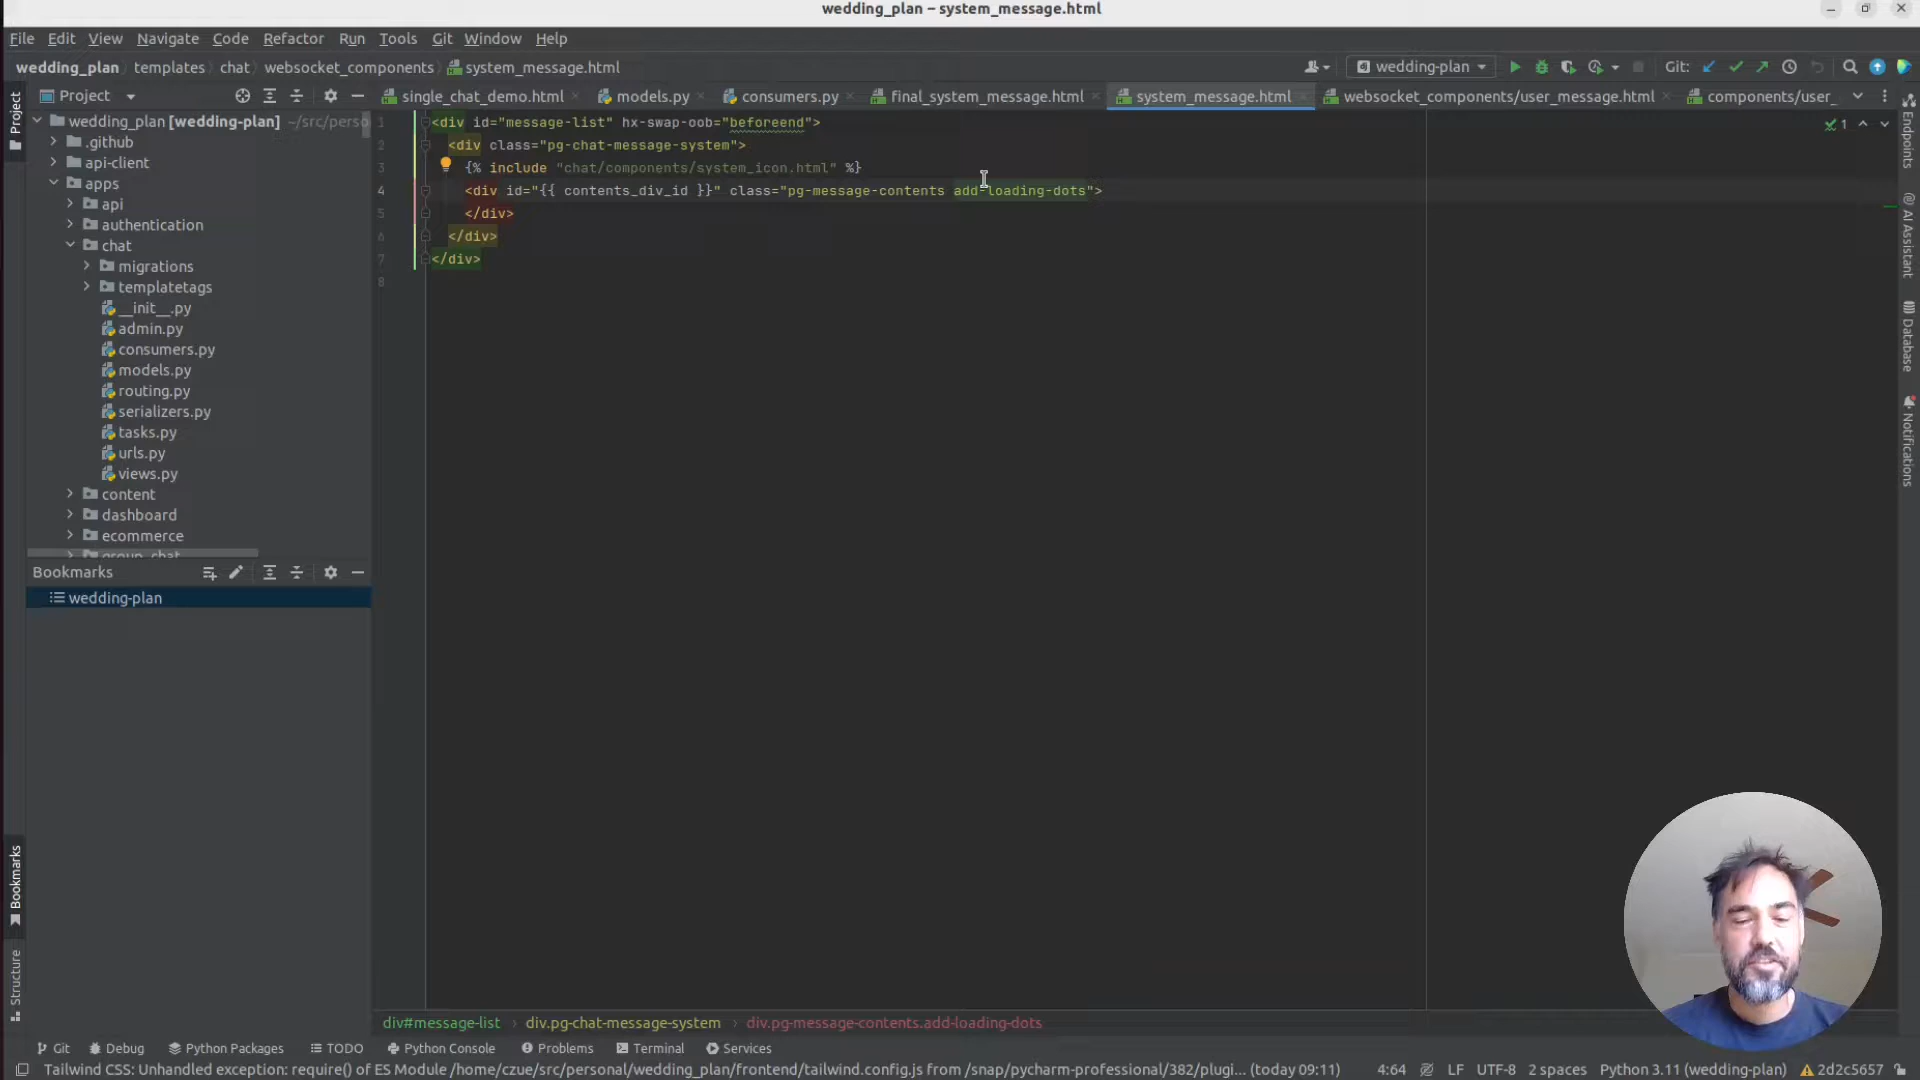 wedding_plan – system_message.html
File Edit View Navigate Code Refactor Run Tools Git Window Help
wedding_plan templates chat websocket_components system_message.html
wedding-plan
Git:
Project
single_chat_demo.html
models.py
consumers.py
final_system_message.html
system_message.html
websocket_components/user_message.html
components/user_
Project
wedding_plan [wedding-plan] ~/src/perso
.github
api-client
apps
api
authentication
chat
migrations
templatetags
__init__.py
admin.py
consumers.py
models.py
routing.py
serializers.py
tasks.py
urls.py
views.py
content
dashboard
ecommerce
group_chat
1 <div id="message-list" hx-swap-oob="beforeend">
2 <div class="pg-chat-message-system">
3 {% include "chat/components/system_icon.html" %}
4 <div id="{{ contents_div_id }}" class="pg-message-contents add-loading-dots">
5 </div>
6 </div>
7 </div>
8
1
Endpoints
AI Assistant
Database
Notifications
Bookmarks
wedding-plan
Bookmarks
Structure
div#message-list div.pg-chat-message-system div.pg-message-contents.add-loading-dots
Git Debug Python Packages TODO Python Console Problems Terminal Services
Tailwind CSS: Unhandled exception: require() of ES Module /home/czue/src/personal/wedding_plan/frontend/tailwind.config.js from /snap/pycharm-professional/382/plugi... (today 09:11) 4:64 LF UTF-8 2 spaces Python 3.11 (wedding-plan) 2d2c5657